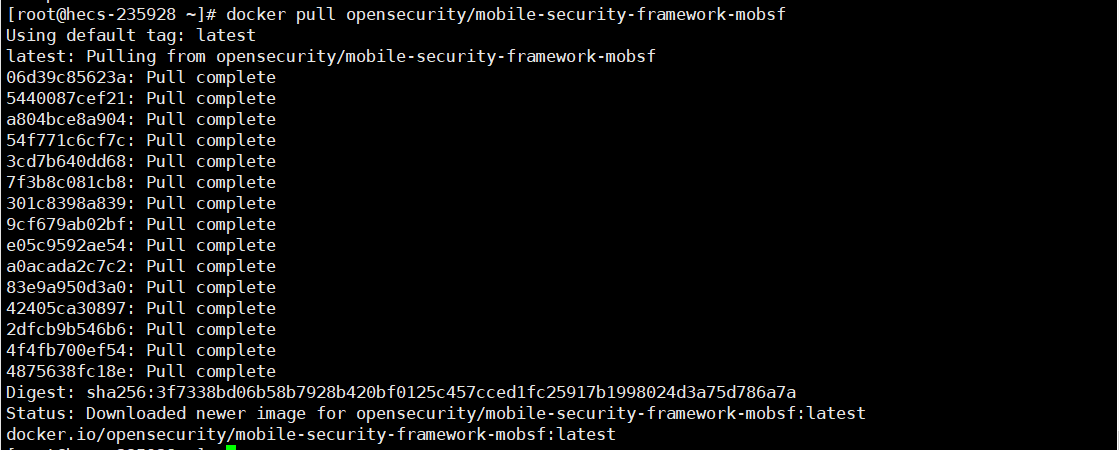 [root@hecs-235928 ~]# docker pull opensecurity/mobile-security-framework-mobsf
Using default tag: latest
latest: Pulling from opensecurity/mobile-security-framework-mobsf
06d39c85623a: Pull complete
5440087cef21: Pull complete
a804bce8a904: Pull complete
54f771c6cf7c: Pull complete
3cd7b640dd68: Pull complete
7f3b8c081cb8: Pull complete
301c8398a839: Pull complete
9cf679ab02bf: Pull complete
e05c9592ae54: Pull complete
a0acada2c7c2: Pull complete
83e9a950d3a0: Pull complete
42405ca30897: Pull complete
2dfcb9b546b6: Pull complete
4f4fb700ef54: Pull complete
4875638fc18e: Pull complete
Digest: sha256:3f7338bd06b58b7928b420bf0125c457cced1fc25917b1998024d3a75d786a7a
Status: Downloaded newer image for opensecurity/mobile-security-framework-mobsf:latest
docker.io/opensecurity/mobile-security-framework-mobsf:latest